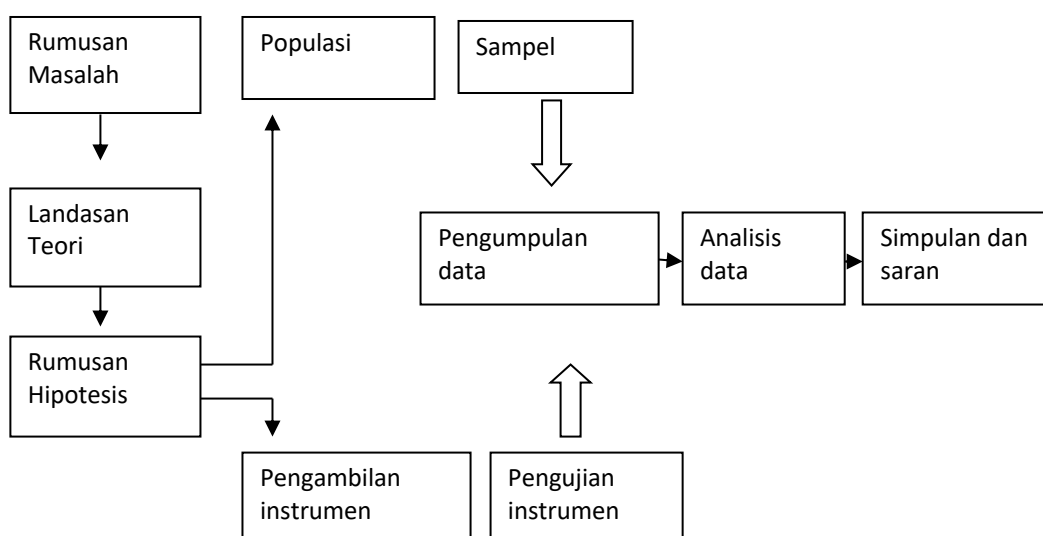 Rumusan
Masalah
Populasi
Sampel
Landasan
Teori
Pengumpulan
data
Analisis
data
Simpulan dan
saran
Rumusan
Hipotesis
Pengambilan
instrumen
Pengujian
instrumen